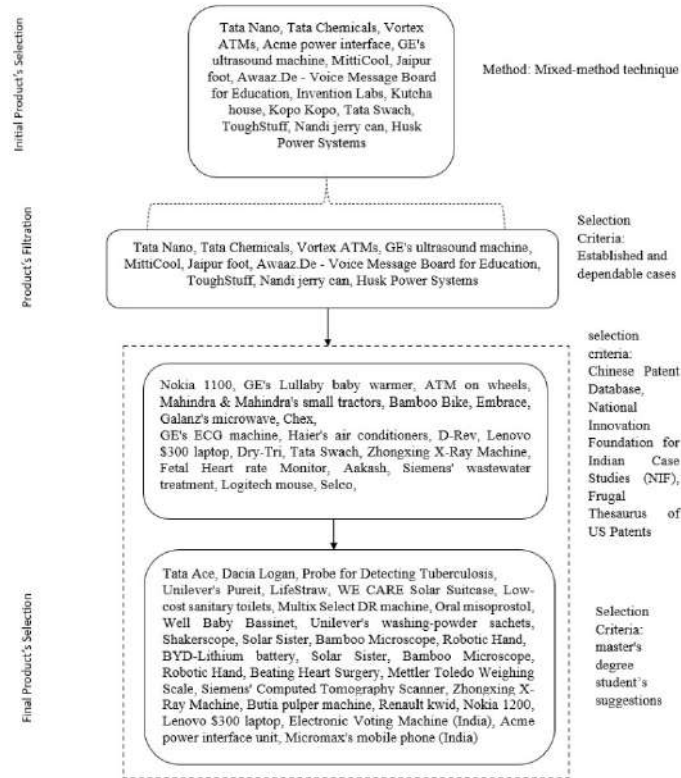 Initial Product's Selection
Tata Nano, Tata Chemicals, Vortex
ATMs, Acme power interface, GE's
ultrasound machine, MittiCool, Jaipur
foot, Awaaz.De - Voice Message Board
for Education, Invention Labs, Kutcha
house, Kopo Kopo, Tata Swach,
ToughStuff, Nandi jerry can, Husk
Power Systems
Method: Mixed-method technique
Product's Filtration
Tata Nano, Tata Chemicals, Vortex ATMs, GE's ultrasound machine,
MittiCool, Jaipur foot, Awaaz.De - Voice Message Board for Education,
ToughStuff, Nandi jerry can, Husk Power Systems
Selection
Criteria:
Established and
dependable cases
Final Product's Selection
Nokia 1100, GE's Lullaby baby warmer, ATM on wheels,
Mahindra & Mahindra's small tractors, Bamboo Bike, Embrace,
Galanz's microwave, Chex,
GE's ECG machine, Haier's air conditioners, D-Rev, Lenovo
$300 laptop, Dry-Tri, Tata Swach, Zhongxing X-Ray Machine,
Fetal Heart rate Monitor, Aakash, Siemens' wastewater
treatment, Logitech mouse, Selco,
selection
criteria:
Chinese Patent
Database,
National
Innovation
Foundation for
Indian Case
Studies (NIF),
Frugal
Thesaurus of
US Patents
Tata Ace, Dacia Logan, Probe for Detecting Tuberculosis,
Unilever's Pureit, LifeStraw, WE CARE Solar Suitcase, Low-
cost sanitary toilets, Multix Select DR machine, Oral misoprostol,
Well Baby Bassinet, Unilever's washing-powder sachets,
Shakerscope, Solar Sister, Bamboo Microscope, Robotic Hand,
BYD-Lithium battery, Solar Sister, Bamboo Microscope,
Robotic Hand, Beating Heart Surgery, Mettler Toledo Weighing
Scale, Siemens' Computed Tomography Scanner, Zhongxing X-
Ray Machine, Butia pulper machine, Renault kwid, Nokia 1200,
Lenovo $300 laptop, Electronic Voting Machine (India), Acme
power interface unit, Micromax's mobile phone (India)
Selection
Criteria:
master's
degree
student's
suggestions